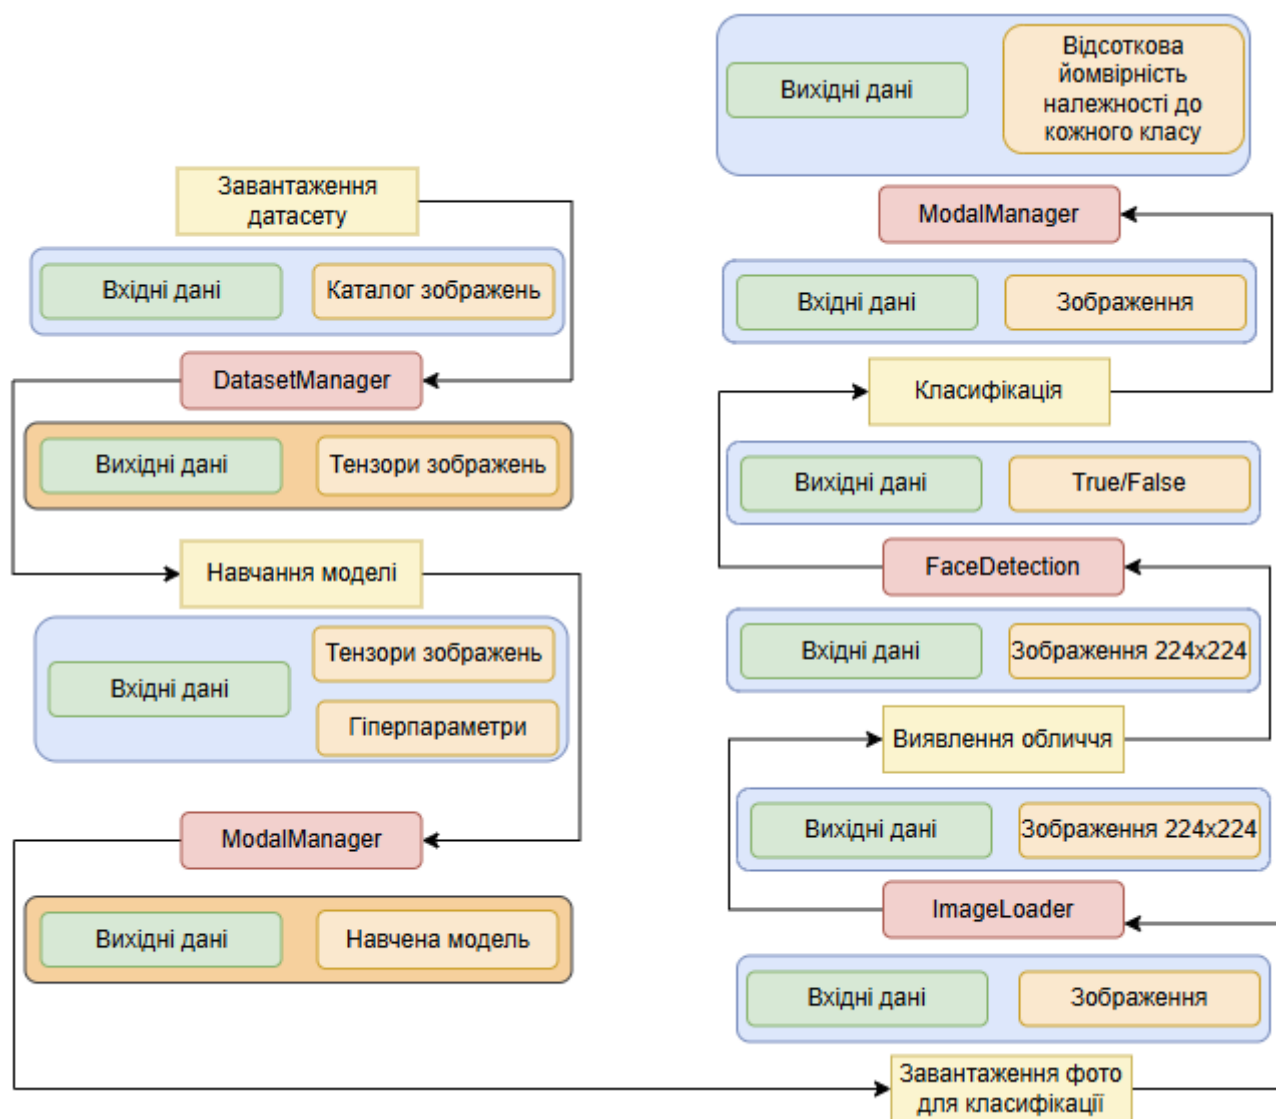 Завантаження
датасету
Вхідні дані
Каталог зображень
DatasetManager
Вихідні дані
Тензори зображень
Навчання моделі
Вхідні дані
Тензори зображень
Гіперпараметри
ModalManager
Вихідні дані
Навчена модель
Вихідні дані
Відсоткова
йомвірність
належності до
кожного класу
ModalManager
Вхідні дані
Зображення
Класифікація
Вихідні дані
True/False
FaceDetection
Вхідні дані
Зображення 224x224
Виявлення обличчя
Вихідні дані
Зображення 224x224
ImageLoader
Вхідні дані
Зображення
Завантаження фото
для класифікації